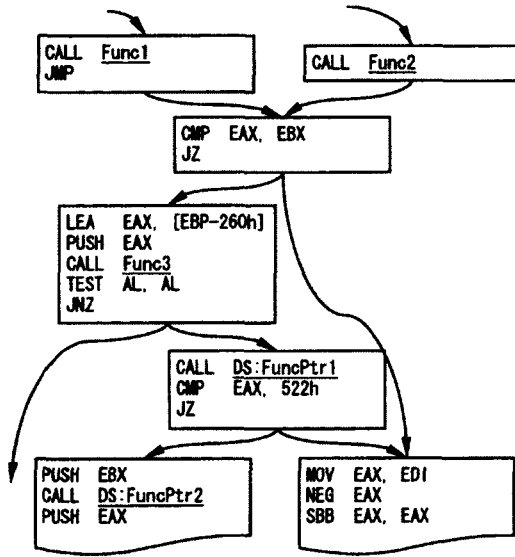 CALL Func1
JMP
CALL Func2
CMP EAX, EBX
JZ
LEA EAX, [EBP-260h]
PUSH EAX
CALL Func3
TEST AL, AL
JNZ
CALL DS:FuncPtr1
CMP EAX, 522h
JZ
PUSH EBX
CALL DS:FuncPtr2
PUSH EAX
MOV EAX, EDI
NEG EAX
SBB EAX, EAX